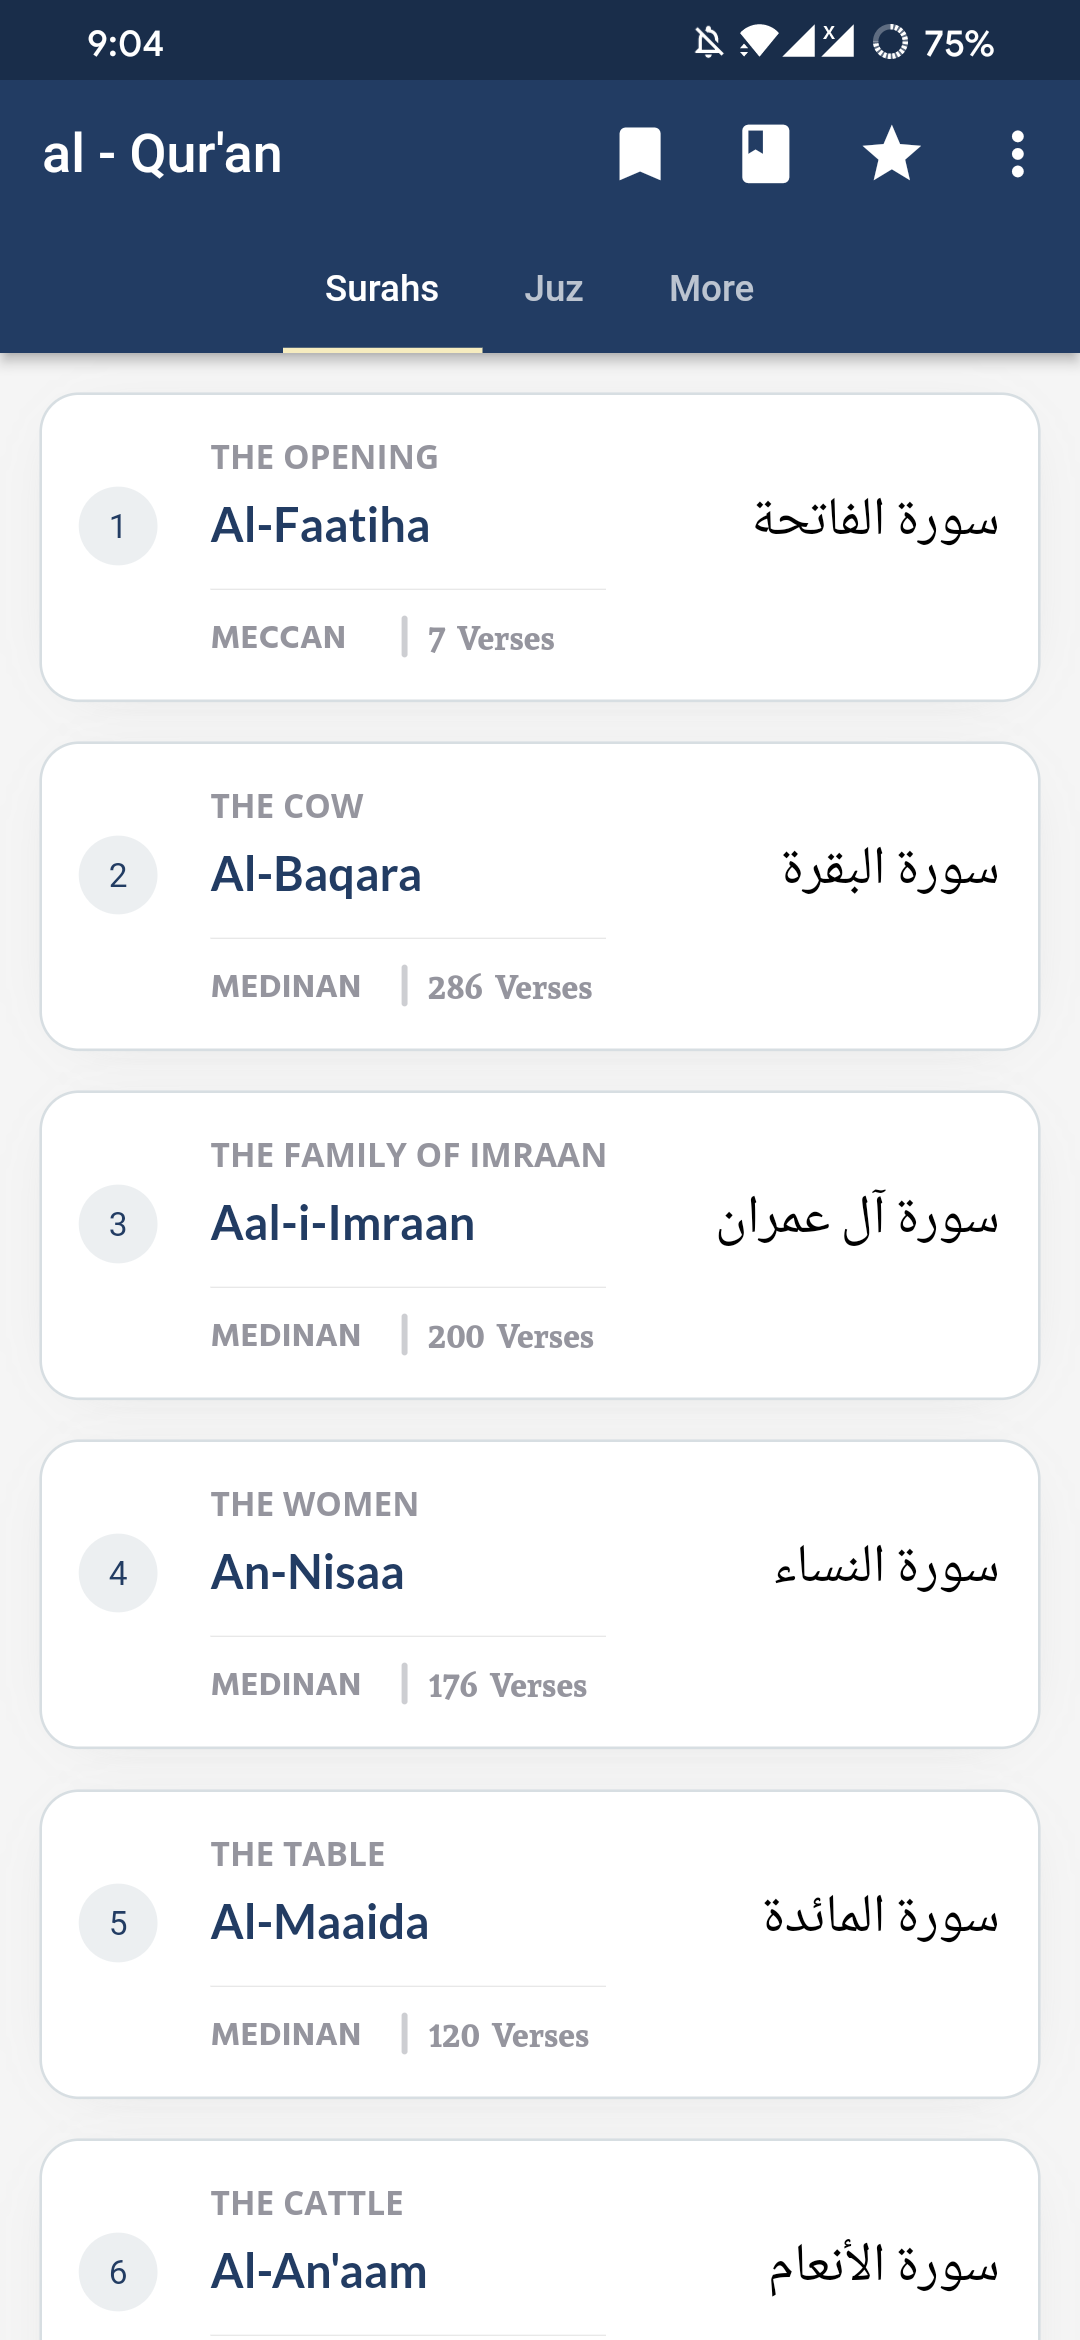 9:04
x
75%
al - Qur'an
Surahs Juz More
THE OPENING
1 Al-Faatiha سورة الفاتحة
MECCAN 7 Verses
THE COW
2 Al-Baqara سورة البقرة
MEDINAN 286 Verses
THE FAMILY OF IMRAAN
3 Aal-i-Imraan سورة آل عمران
MEDINAN 200 Verses
THE WOMEN
4 An-Nisaa سورة النساء
MEDINAN 176 Verses
THE TABLE
5 Al-Maaida سورة المائدة
MEDINAN 120 Verses
THE CATTLE
6 Al-An'aam سورة الأنعام